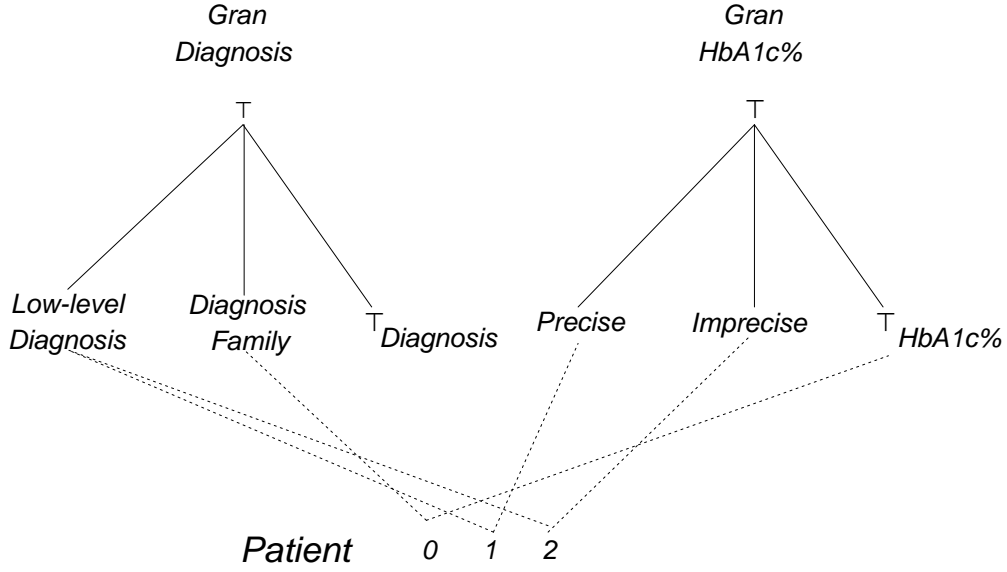 Gran
Diagnosis
Gran
HbA1c%
⊤
⊤
Low-level
Diagnosis
Diagnosis
Family
⊤Diagnosis
Precise
Imprecise
⊤HbA1c%
Patient 0 1 2